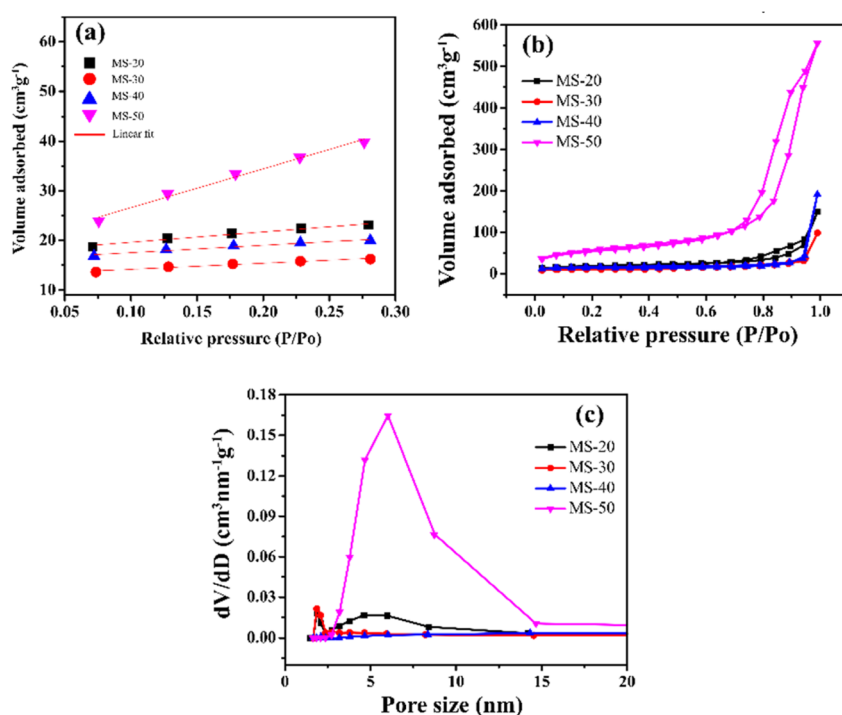 (a)
MS-20
MS-30
MS-40
MS-50
Linear fit
Volume adsorbed (cm³g⁻¹)
60
50
40
30
20
10
0.05 0.10 0.15 0.20 0.25 0.30
Relative pressure (P/Po)
(b)
MS-20
MS-30
MS-40
MS-50
Volume adsorbed (cm³g⁻¹)
600
500
400
300
200
100
0
0.0 0.2 0.4 0.6 0.8 1.0
Relative pressure (P/Po)
(c)
MS-20
MS-30
MS-40
MS-50
dV/dD (cm³nm⁻¹g⁻¹)
0.18
0.15
0.12
0.09
0.06
0.03
0.00
0 5 10 15 20
Pore size (nm)